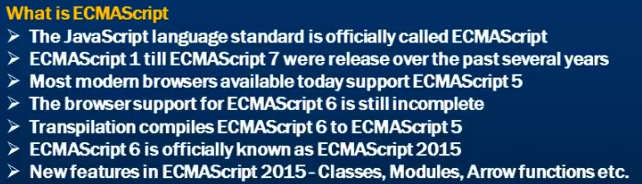 What is ECMAScript
➢ The JavaScript language standard is officially called ECMAScript
➢ ECMAScript 1 till ECMAScript 7 were release over the past several years
➢ Most modern browsers available today support ECMAScript 5
➢ The browser support for ECMAScript 6 is still incomplete
➢ Transpilation compiles ECMAScript 6 to ECMAScript 5
➢ ECMAScript 6 is officially known as ECMAScript 2015
➢ New features in ECMAScript 2015 - Classes, Modules, Arrow functions etc.